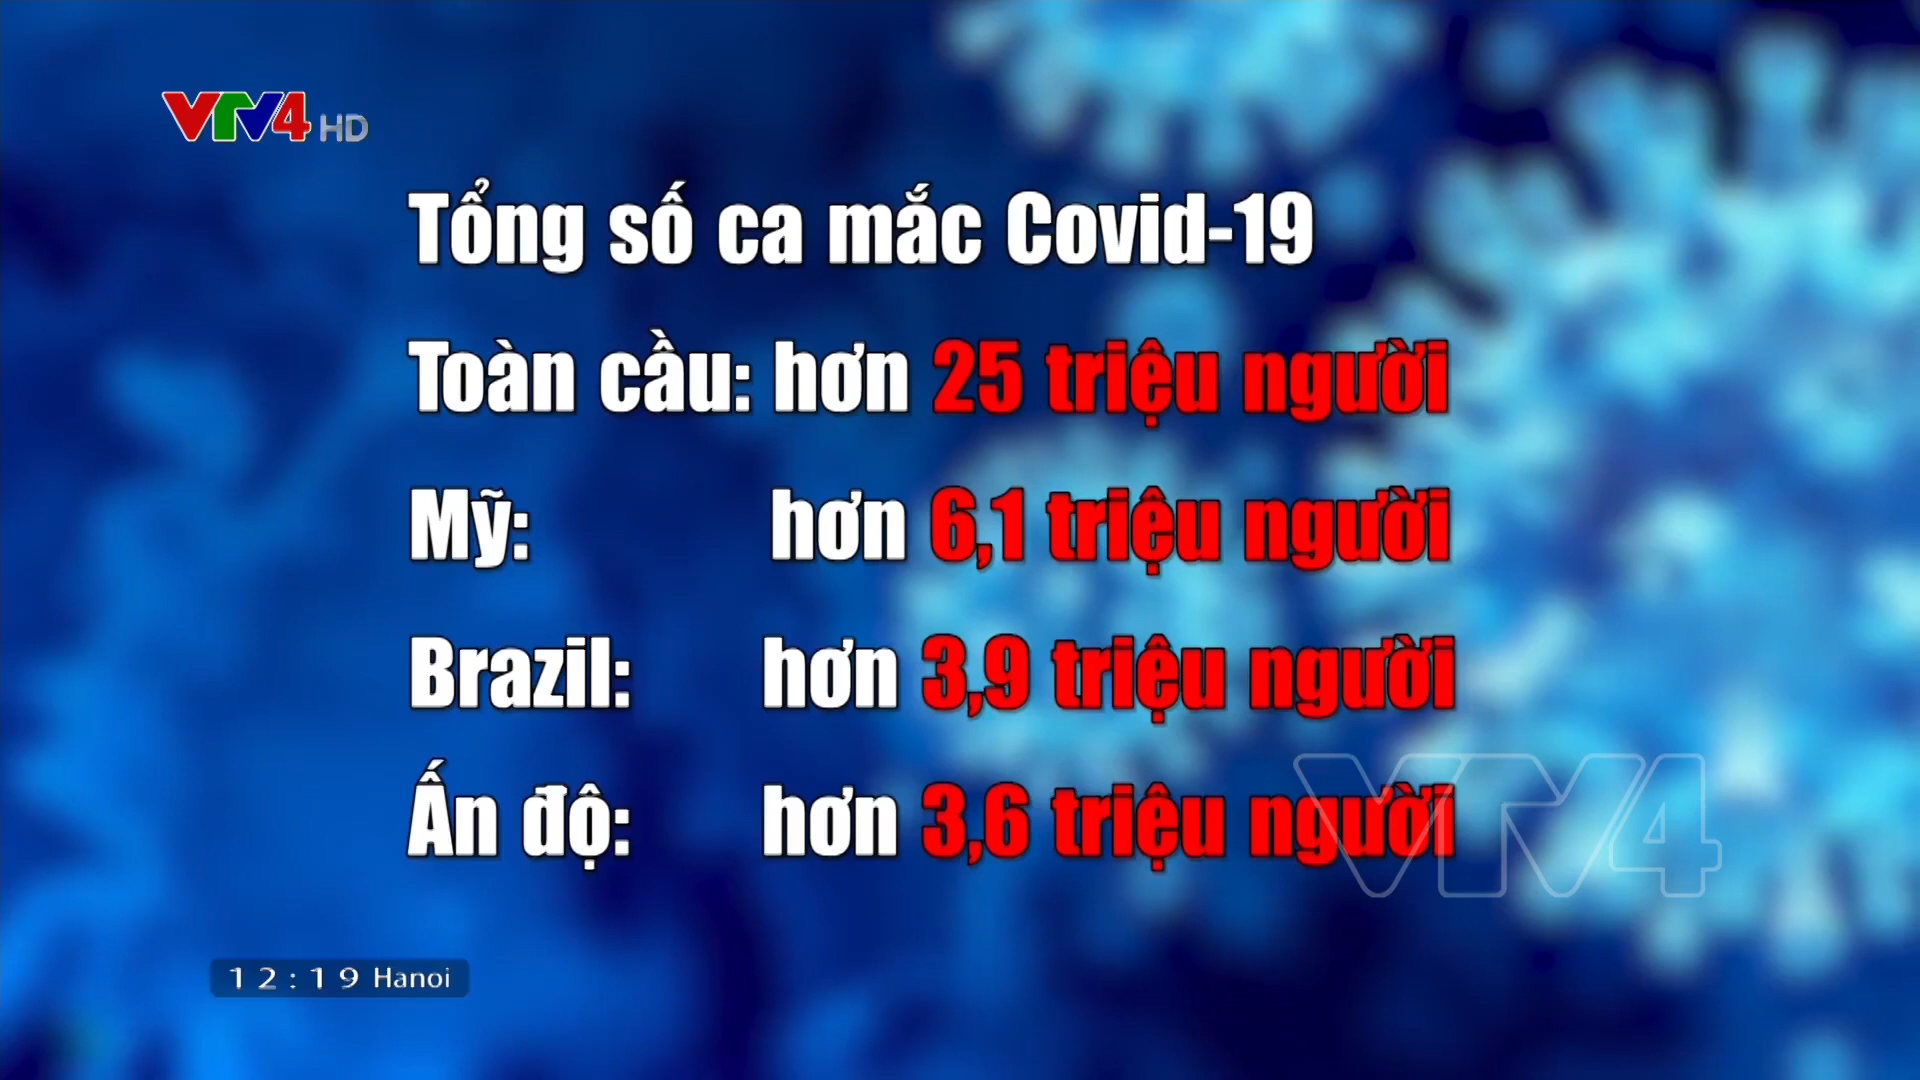 VTV4 HD
Tổng số ca mắc Covid-19
Toàn cầu: hơn 25 triệu người
Mỹ: hơn 6,1 triệu người
Brazil: hơn 3,9 triệu người
Ấn độ: hơn 3,6 triệu người
VTV4
12:19 Hanoi